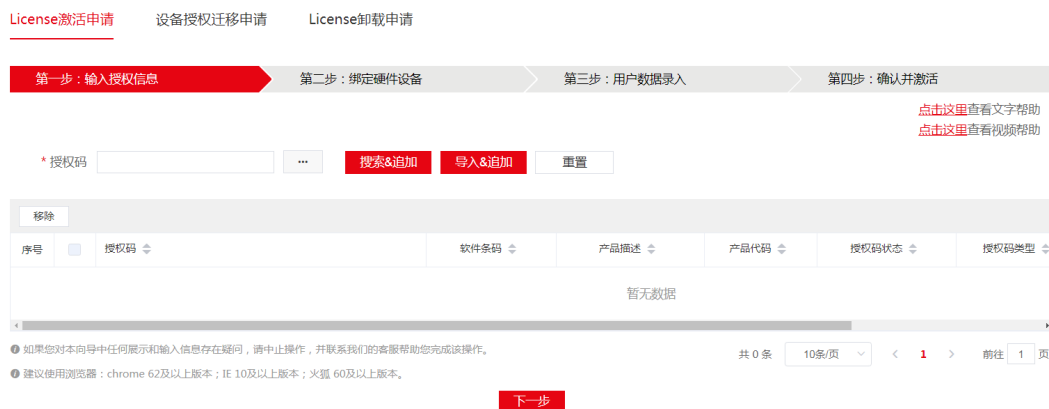 License激活申请 设备授权迁移申请 License卸载申请
第一步：输入授权信息 第二步：绑定硬件设备 第三步：用户数据录入 第四步：确认并激活
点击这里查看文字帮助
点击这里查看视频帮助
* 授权码 ... 搜索&追加 导入&追加 重置
移除
序号 授权码 软件条码 产品描述 产品代码 授权码状态 授权码类型
暂无数据
如果您对本向导中任何展示和输入信息存在疑问，请中止操作，并联系我们的客服帮助您完成该操作。
共 0 条 10条/页 < 1 > 前往 1 页
建议使用浏览器：chrome 62及以上版本；IE 10及以上版本；火狐 60及以上版本。
下一步